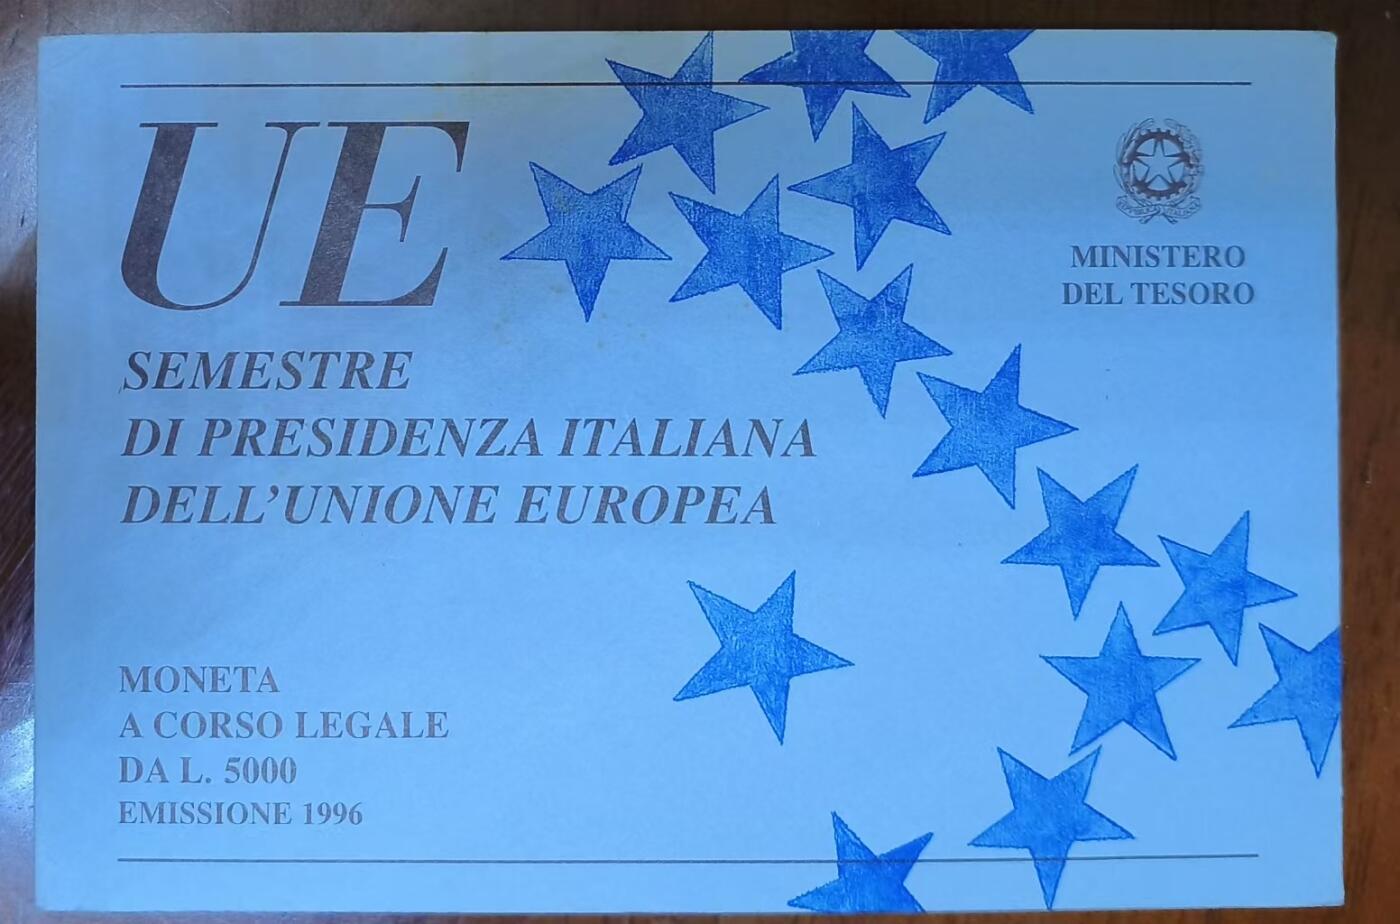 UE
SEMESTRE
DI PRESIDENZA ITALIANA
DELL'UNIONE EUROPEA
MINISTERO
DEL TESORO
MONETA
A CORSO LEGALE
DA L. 5000
EMISSIONE 1996